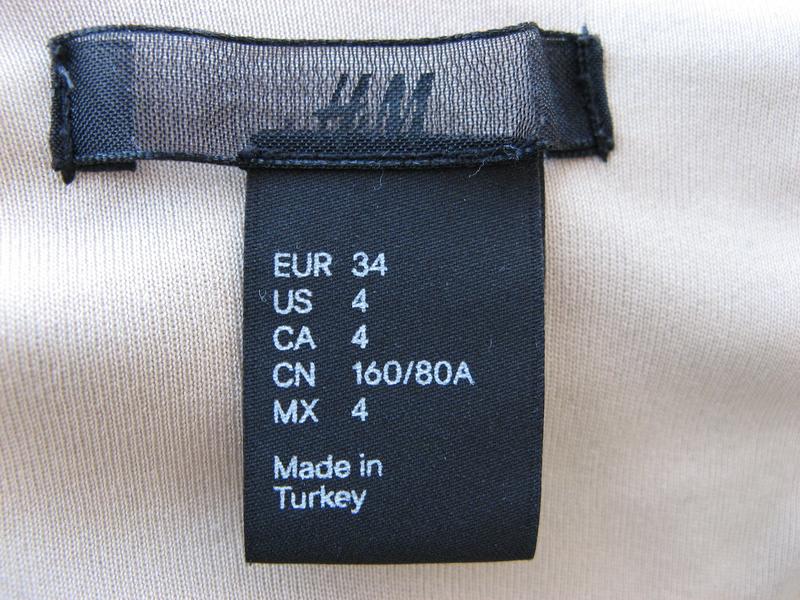 H&M
EUR 34
US 4
CA 4
CN 160/80A
MX 4
Made in
Turkey